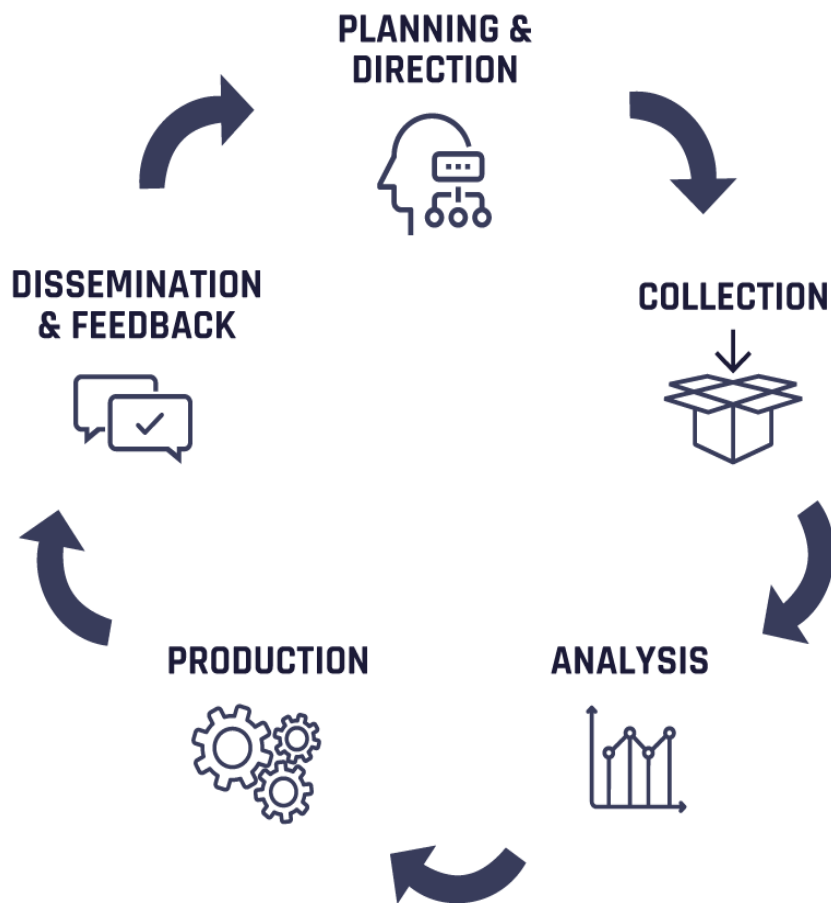 PLANNING &
DIRECTION
COLLECTION
ANALYSIS
PRODUCTION
DISSEMINATION
& FEEDBACK